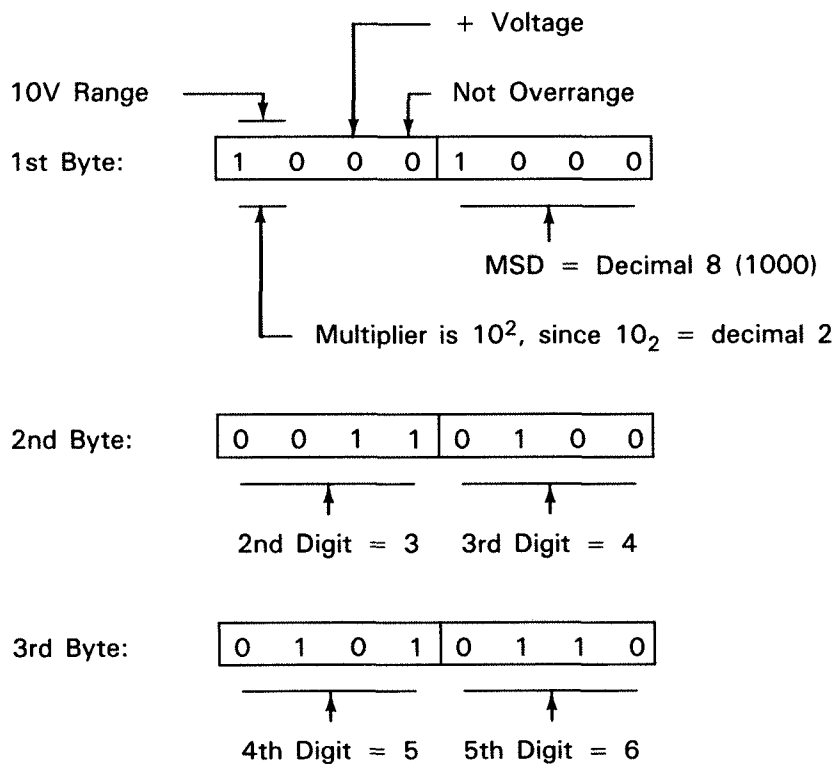 + Voltage
10V Range
Not Overrange
1st Byte: 1 0 0 0 1 0 0 0
MSD = Decimal 8 (1000)
Multiplier is 10², since 10₂ = decimal 2
2nd Byte: 0 0 1 1 0 1 0 0
2nd Digit = 3 3rd Digit = 4
3rd Byte: 0 1 0 1 0 1 1 0
4th Digit = 5 5th Digit = 6